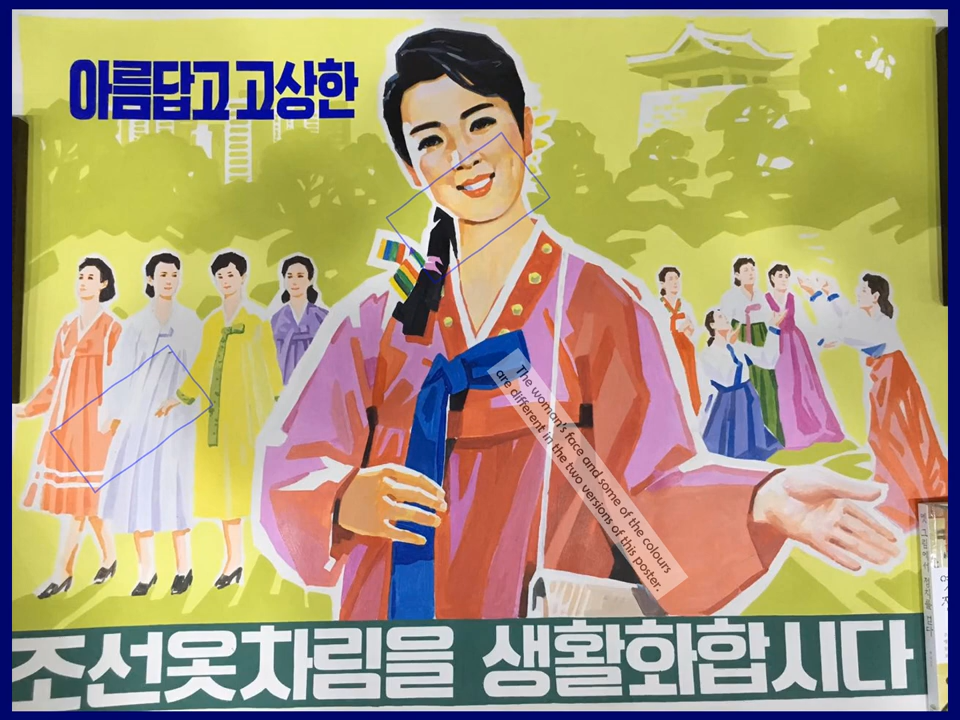 아름답고 고상한
The woman's face and some of the colours
are different in the two versions of this poster.
조선옷차림을 생활화합시다